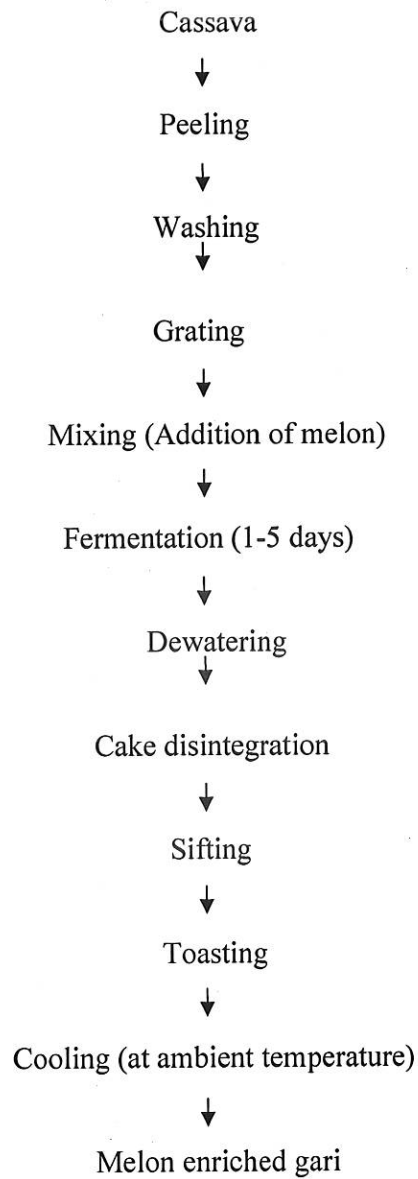 Cassava
Peeling
Washing
Grating
Mixing (Addition of melon)
Fermentation (1-5 days)
Dewatering
Cake disintegration
Sifting
Toasting
Cooling (at ambient temperature)
Melon enriched gari